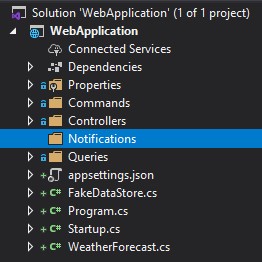 Solution 'WebApplication' (1 of 1 project)
WebApplication
Connected Services
Dependencies
Properties
Commands
Controllers
Notifications
Queries
appsettings.json
C# FakeDataStore.cs
C# Program.cs
C# Startup.cs
C# WeatherForecast.cs